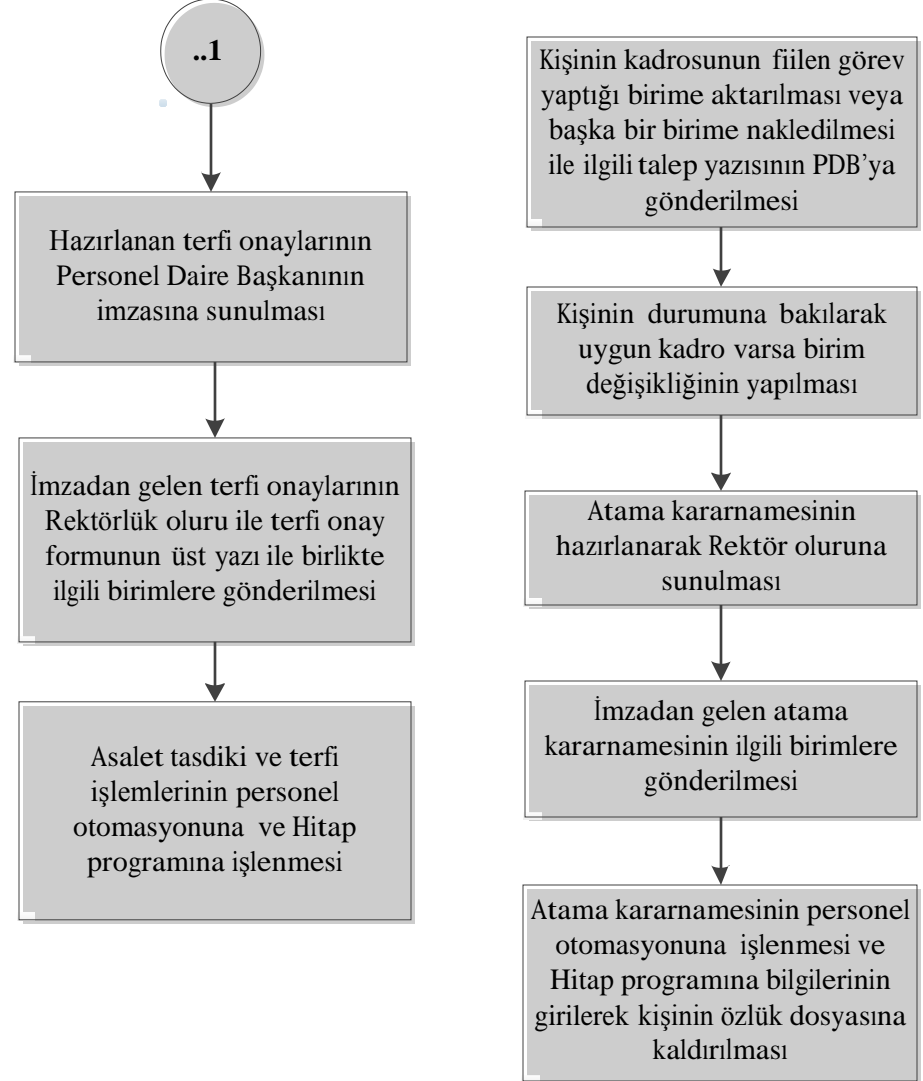 ..1
Hazırlanan terfi onaylarının
Personel Daire Başkanının
imzasına sunulması
İmzadan gelen terfi onaylarının
Rektörlük oluru ile terfi onay
formunun üst yazı ile birlikte
ilgili birimlere gönderilmesi
Asalet tasdiki ve terfi
işlemlerinin personel
otomasyonuna ve Hitap
programına işlenmesi
Kişinin kadrosunun fiilen görev
yaptığı birime aktarılması veya
başka bir birime nakledilmesi
ile ilgili talep yazısının PDB’ya
gönderilmesi
Kişinin durumuna bakılarak
uygun kadro varsa birim
değişikliğinin yapılması
Atama kararnamesinin
hazırlanarak Rektör oluruna
sunulması
İmzadan gelen atama
kararnamesinin ilgili birimlere
gönderilmesi
Atama kararnamesinin personel
otomasyonuna işlenmesi ve
Hitap programına bilgilerinin
girilerek kişinin özlük dosyasına
kaldırılması